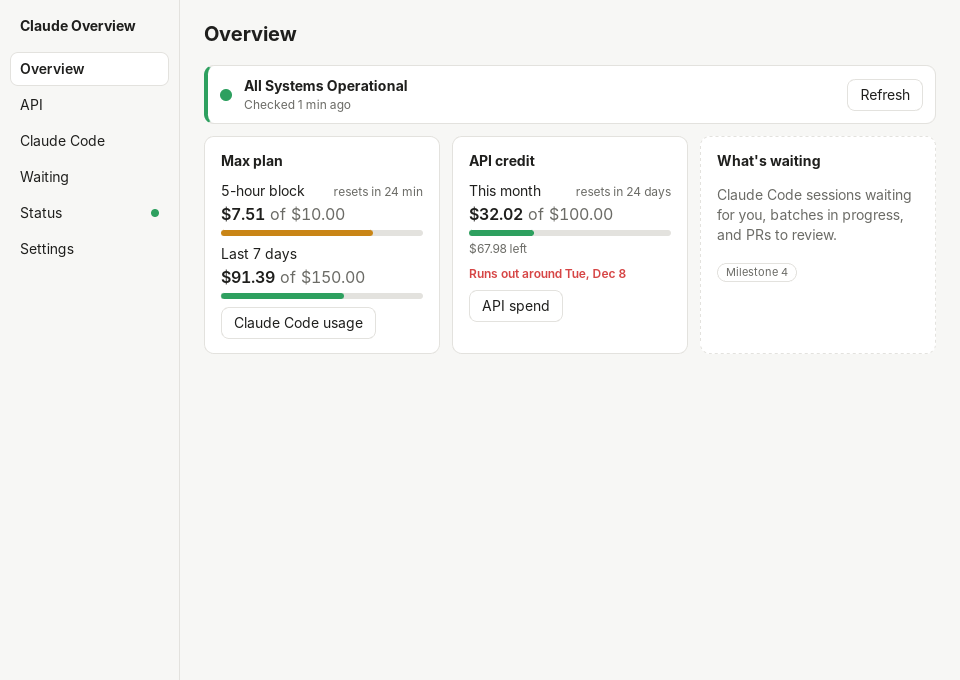 Claude Overview
Overview
API
Claude Code
Waiting
Status
Settings
Overview
All Systems Operational
Checked 1 min ago
Refresh
Max plan
5-hour block resets in 24 min
$7.51 of $10.00
Last 7 days
$91.39 of $150.00
Claude Code usage
API credit
This month resets in 24 days
$32.02 of $100.00
$67.98 left
Runs out around Tue, Dec 8
API spend
What's waiting
Claude Code sessions waiting
for you, batches in progress,
and PRs to review.
Milestone 4